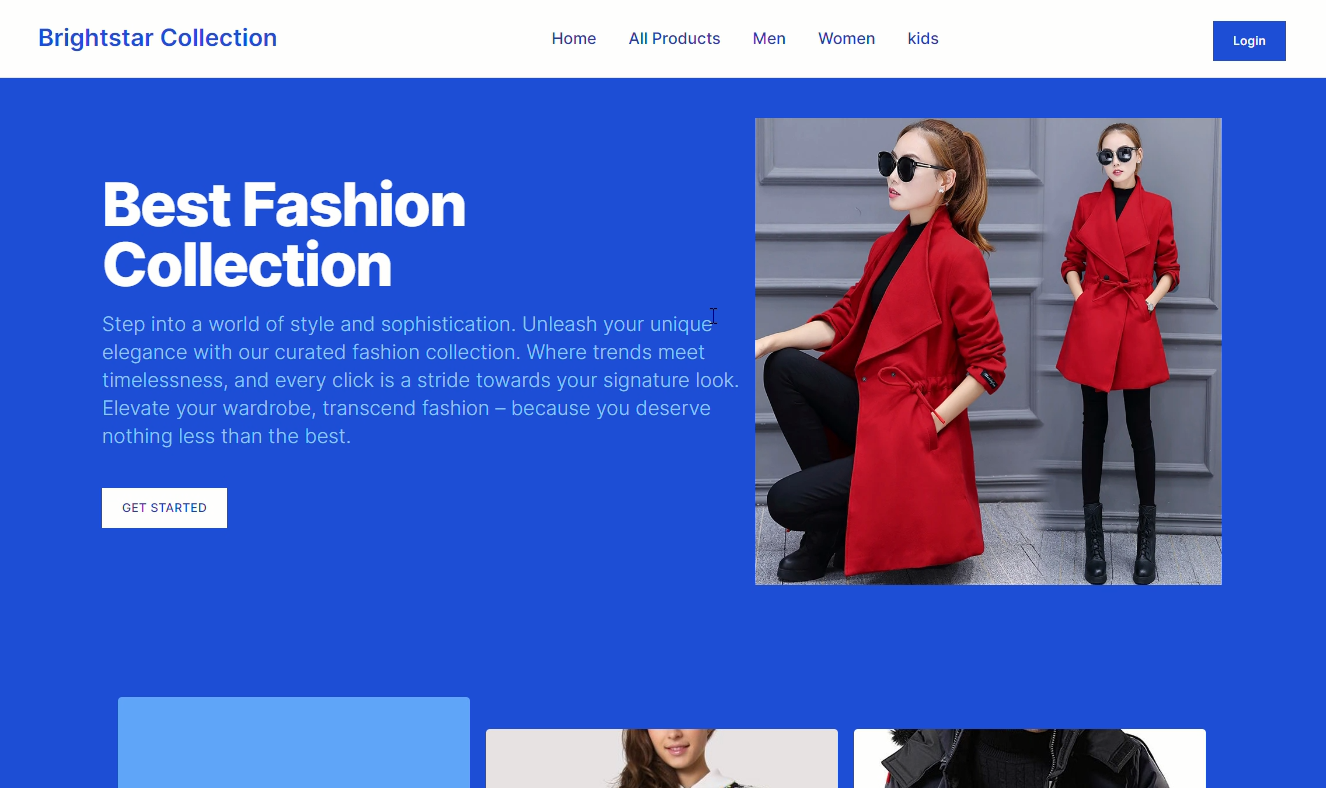 Brightstar Collection
Home All Products Men Women kids
Login
Best Fashion
Collection
Step into a world of style and sophistication. Unleash your unique
elegance with our curated fashion collection. Where trends meet
timelessness, and every click is a stride towards your signature look.
Elevate your wardrobe, transcend fashion – because you deserve
nothing less than the best.
GET STARTED